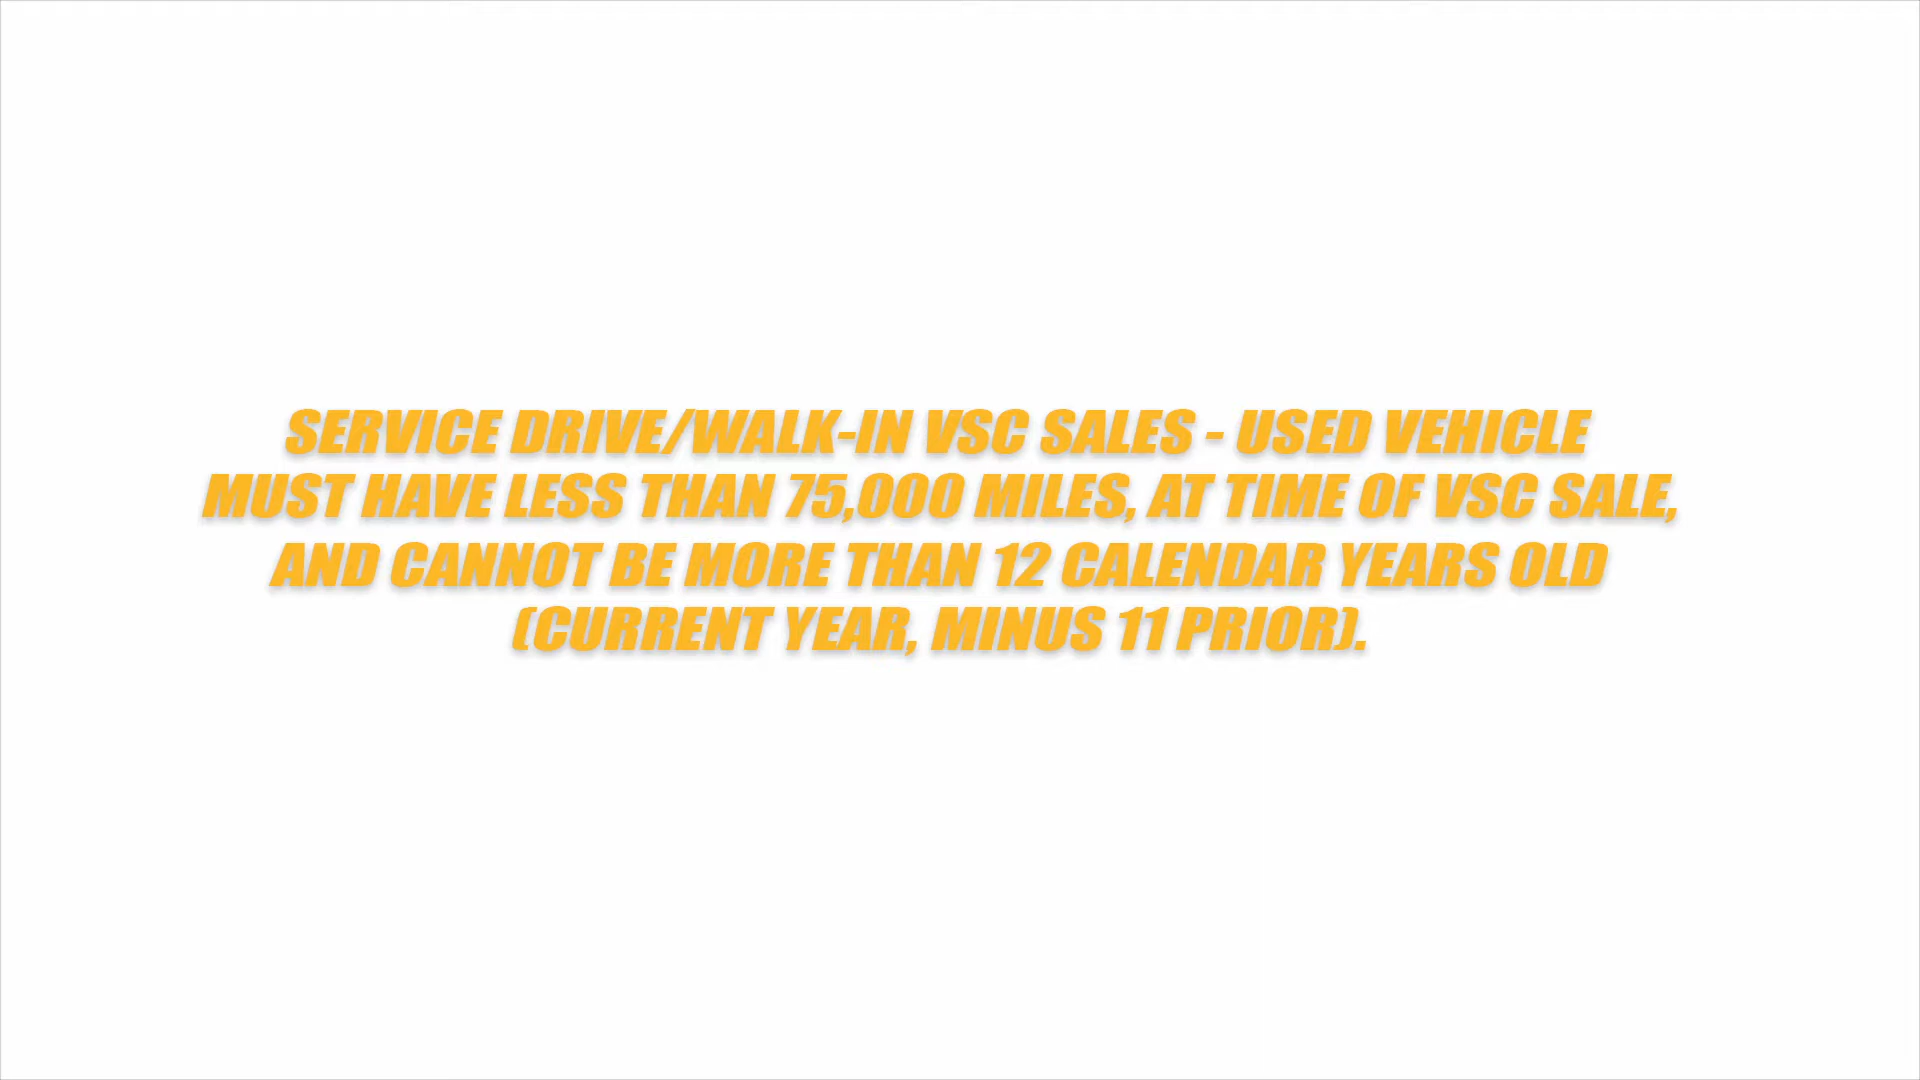 SERVICE DRIVE/WALK-IN VSC SALES - USED VEHICLE
MUST HAVE LESS THAN 75,000 MILES, AT TIME OF VSC SALE,
AND CANNOT BE MORE THAN 12 CALENDAR YEARS OLD
(CURRENT YEAR, MINUS 11 PRIOR).